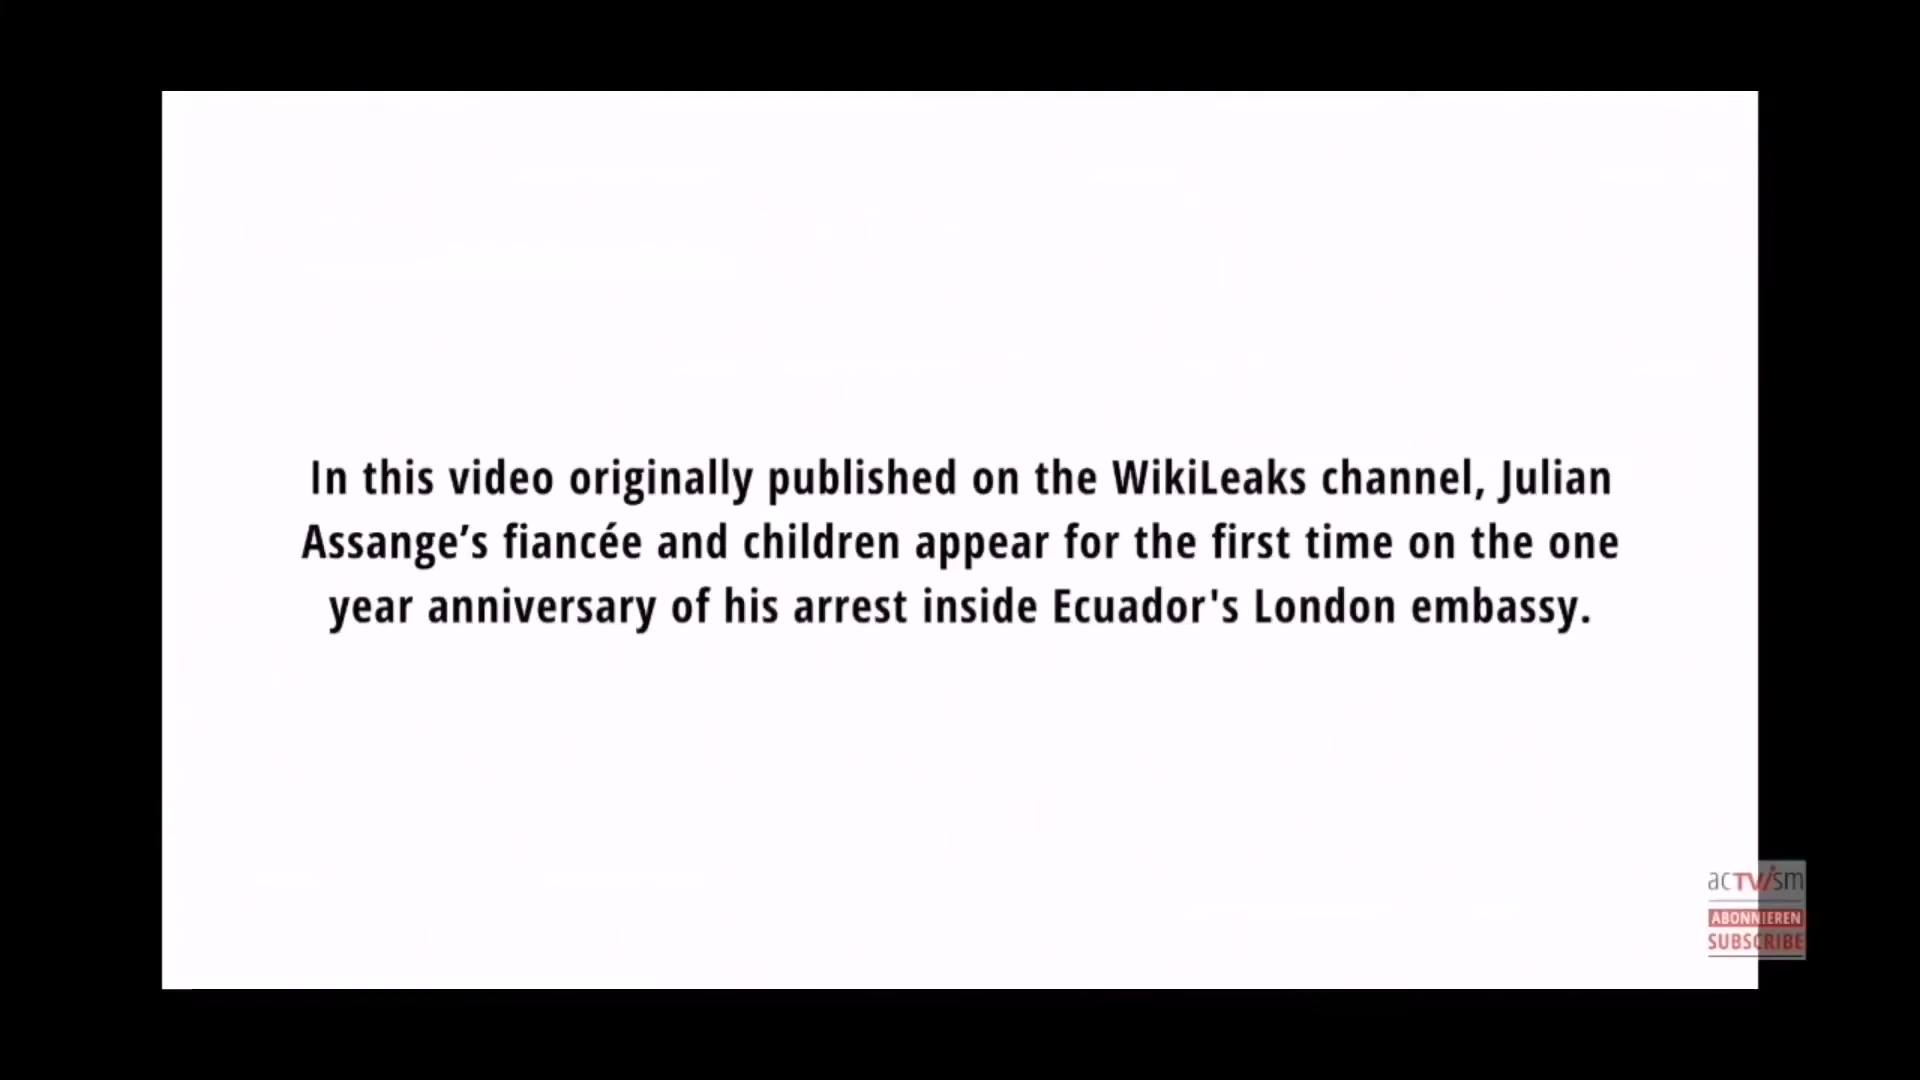 In this video originally published on the WikiLeaks channel, Julian
Assange’s fiancée and children appear for the first time on the one
year anniversary of his arrest inside Ecuador's London embassy.
acTVism
ABONNIEREN
SUBSCRIBE